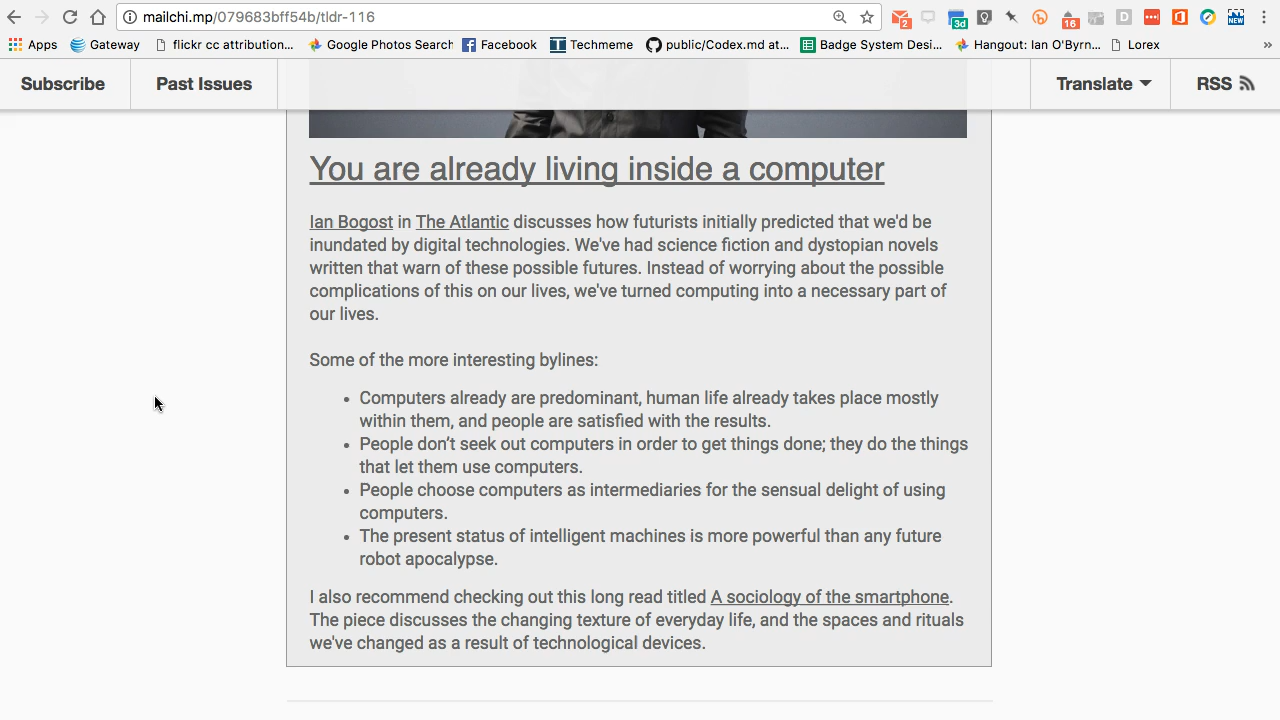 mailchi.mp/079683bff54b/tldr-116
2
3d
16
D
NEW
Apps
Gateway
flickr cc attribution...
Google Photos Search
Facebook
Techmeme
public/Codex.md at...
Badge System Desi...
Hangout: Ian O'Byrn...
Lorex
»
Subscribe
Past Issues
Translate
RSS
You are already living inside a computer
Ian Bogost in The Atlantic discusses how futurists initially predicted that we'd be
inundated by digital technologies. We've had science fiction and dystopian novels
written that warn of these possible futures. Instead of worrying about the possible
complications of this on our lives, we've turned computing into a necessary part of
our lives.
Some of the more interesting bylines:
• Computers already are predominant, human life already takes place mostly
within them, and people are satisfied with the results.
• People don’t seek out computers in order to get things done; they do the things
that let them use computers.
• People choose computers as intermediaries for the sensual delight of using
computers.
• The present status of intelligent machines is more powerful than any future
robot apocalypse.
I also recommend checking out this long read titled A sociology of the smartphone.
The piece discusses the changing texture of everyday life, and the spaces and rituals
we've changed as a result of technological devices.